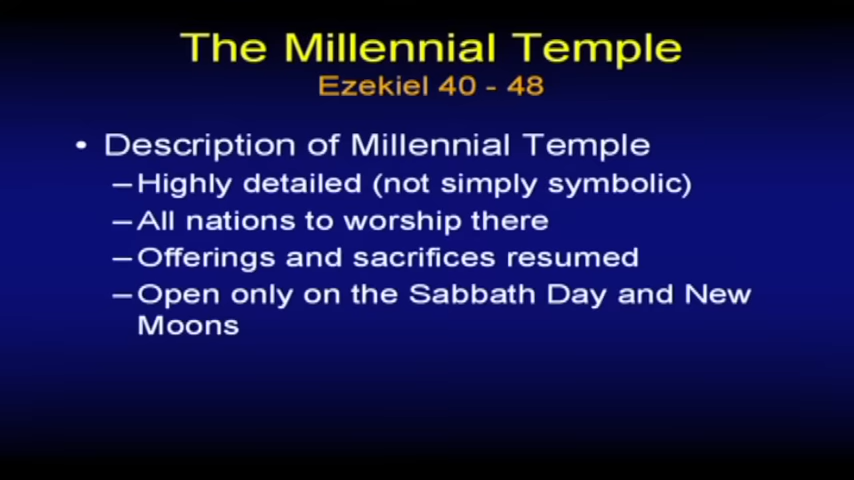 The Millennial Temple
Ezekiel 40 - 48
• Description of Millennial Temple
–Highly detailed (not simply symbolic)
–All nations to worship there
–Offerings and sacrifices resumed
–Open only on the Sabbath Day and New
Moons